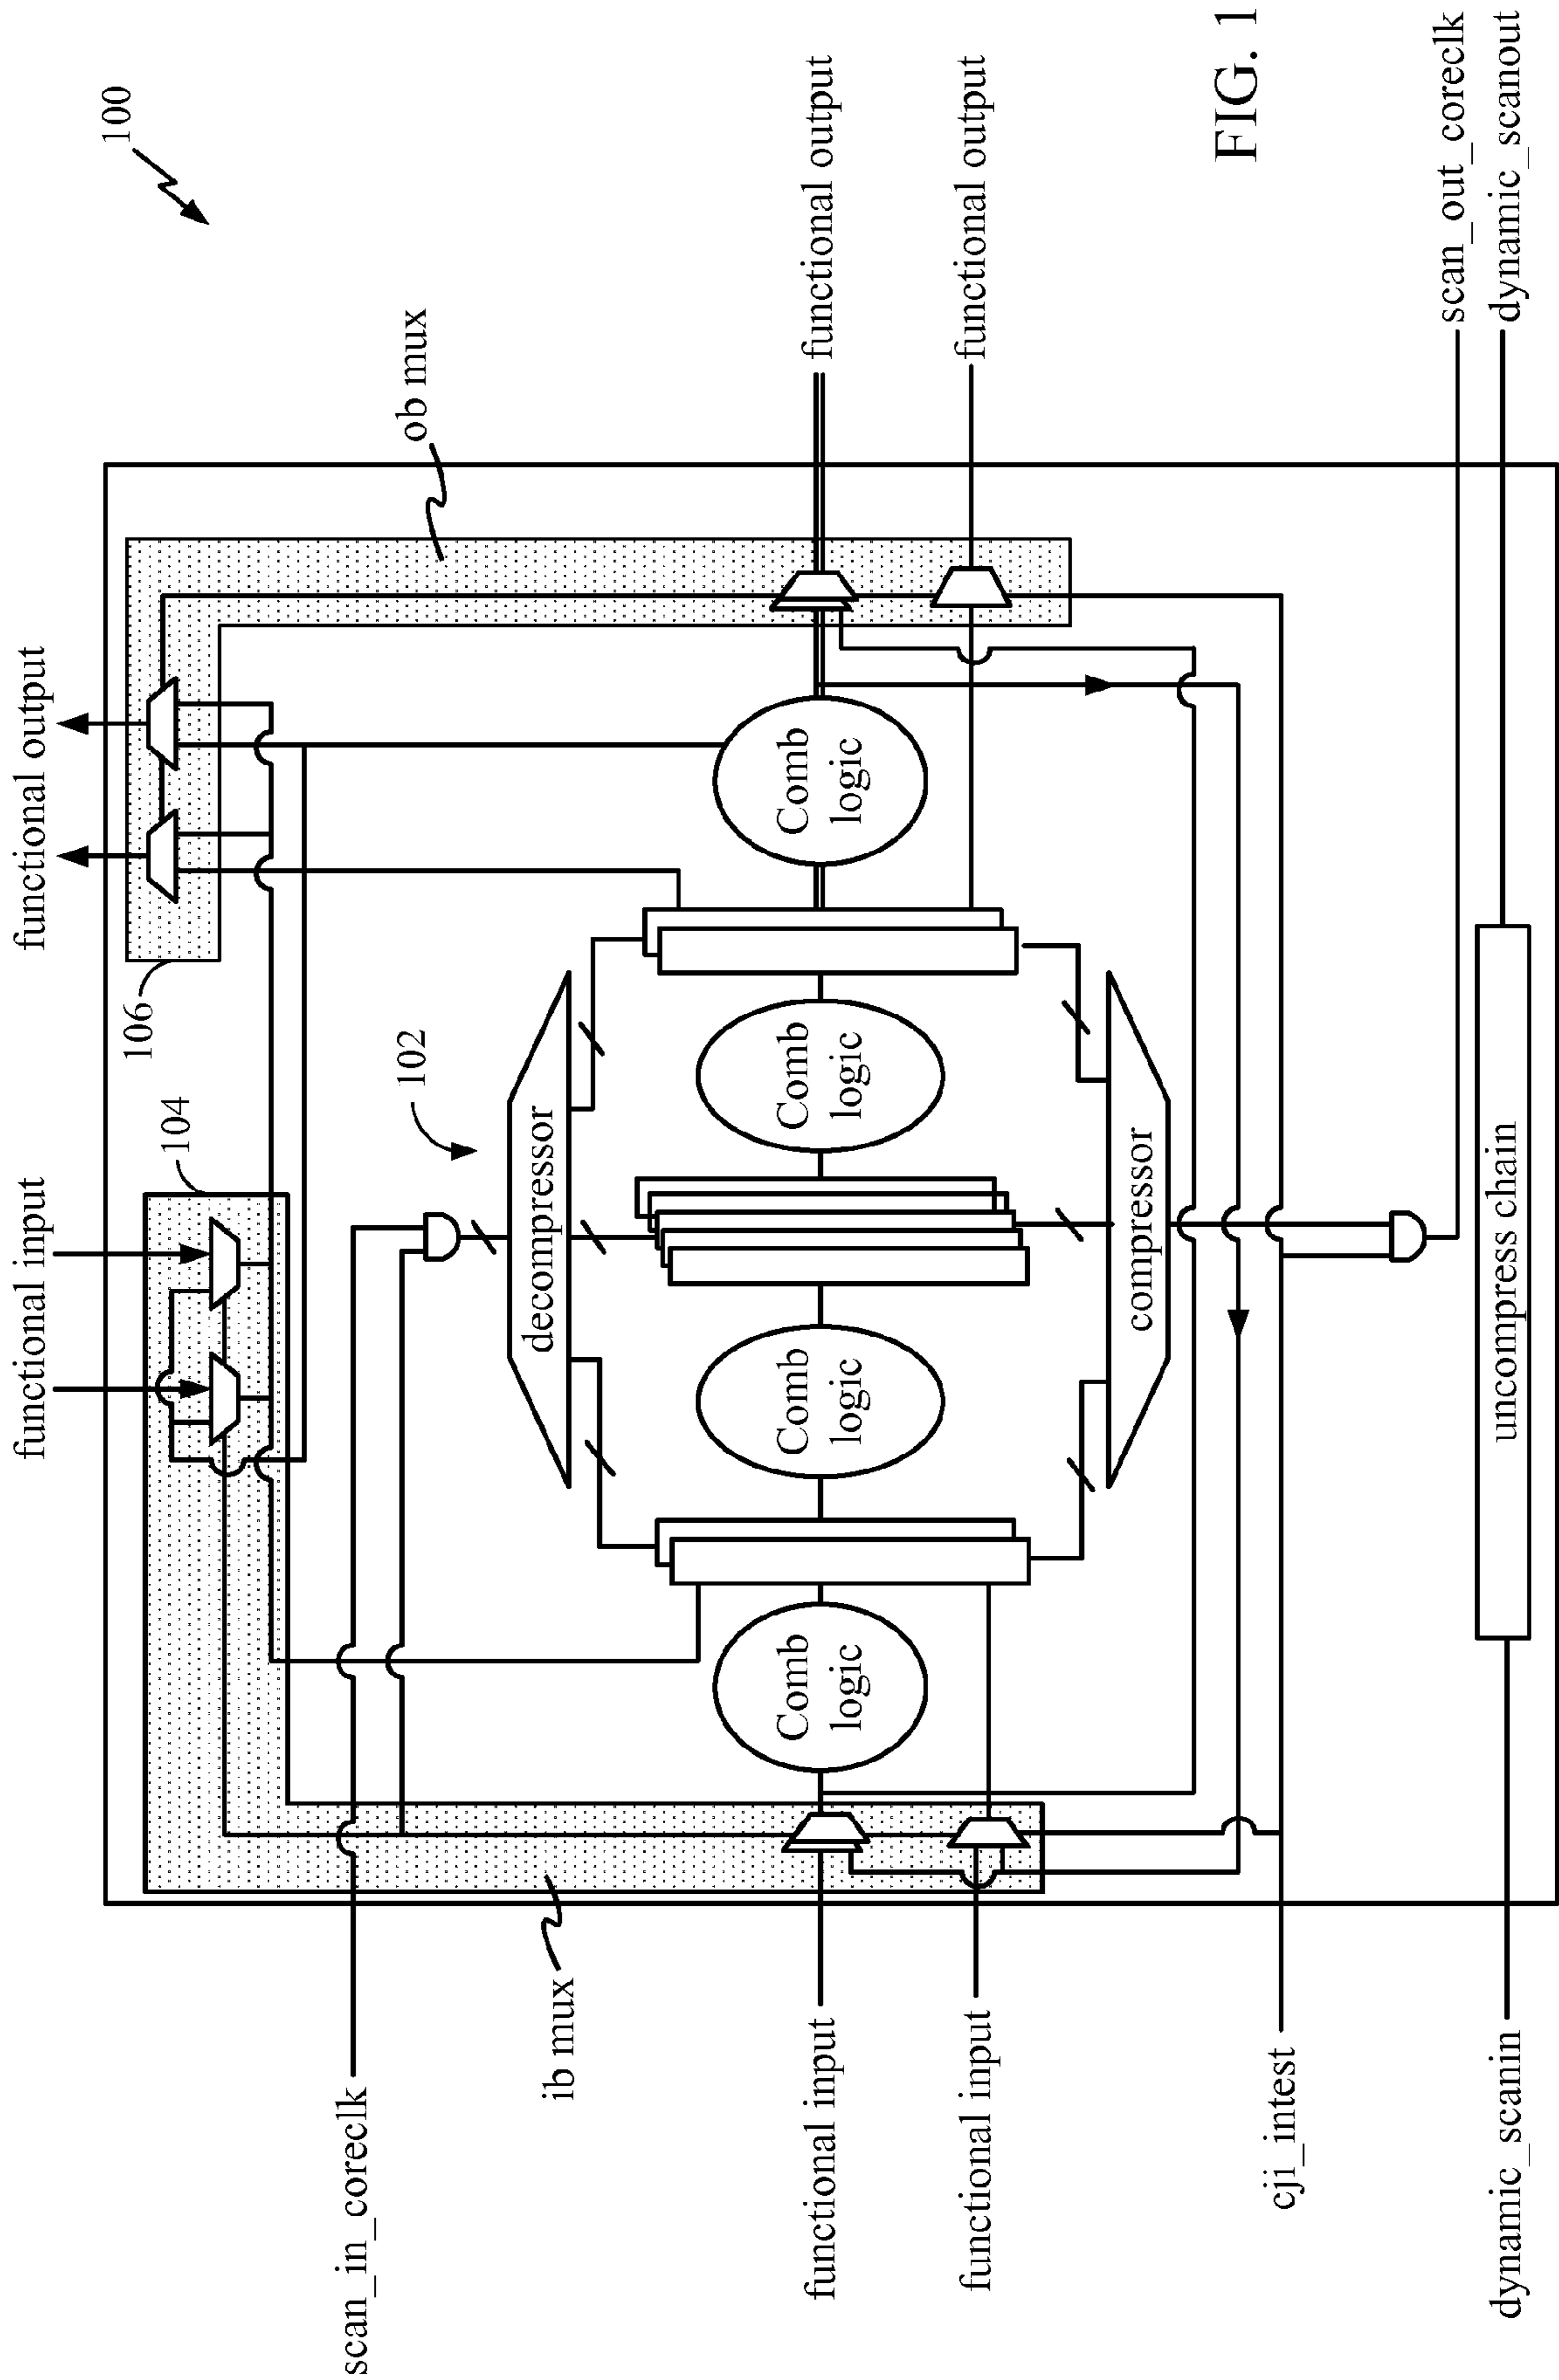 100
functional output
functional input
104
106
ob mux
102
scan_in_coreclk
decompressor
ib mux
functional input
Comb
logic
Comb
logic
Comb
logic
Comb
logic
functional output
functional input
functional output
compressor
cji_intest
FIG. 1
scan_out_coreclk
dynamic_scanin
uncompress chain
dynamic_scanout